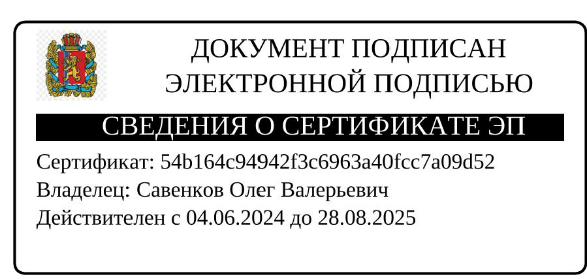 ДОКУМЕНТ ПОДПИСАН
ЭЛЕКТРОННОЙ ПОДПИСЬЮ
СВЕДЕНИЯ О СЕРТИФИКАТЕ ЭП
Сертификат: 54b164c94942f3c6963a40fcc7a09d52
Владелец: Савенков Олег Валерьевич
Действителен с 04.06.2024 до 28.08.2025